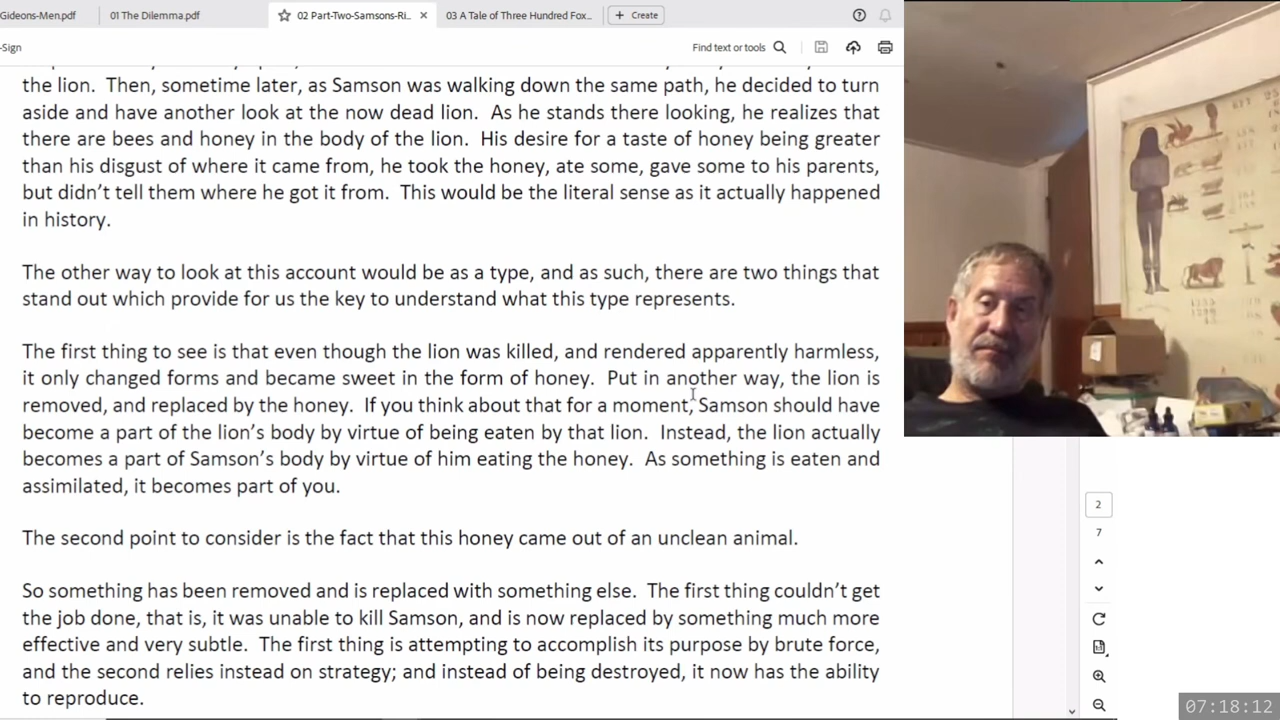 Gideons-Men.pdf
01 The Dilemma.pdf
02 Part-Two-Samsons-Ri...
03 A Tale of Three Hundred Fox...
Create
-Sign
Find text or tools
the lion. Then, sometime later, as Samson was walking down the same path, he decided to turn
aside and have another look at the now dead lion. As he stands there looking, he realizes that
there are bees and honey in the body of the lion. His desire for a taste of honey being greater
than his disgust of where it came from, he took the honey, ate some, gave some to his parents,
but didn't tell them where he got it from. This would be the literal sense as it actually happened
in history.
The other way to look at this account would be as a type, and as such, there are two things that
stand out which provide for us the key to understand what this type represents.
The first thing to see is that even though the lion was killed, and rendered apparently harmless,
it only changed forms and became sweet in the form of honey. Put in another way, the lion is
removed, and replaced by the honey. If you think about that for a moment, Samson should have
become a part of the lion's body by virtue of being eaten by that lion. Instead, the lion actually
becomes a part of Samson's body by virtue of him eating the honey. As something is eaten and
assimilated, it becomes part of you.
The second point to consider is the fact that this honey came out of an unclean animal.
So something has been removed and is replaced with something else. The first thing couldn't get
the job done, that is, it was unable to kill Samson, and is now replaced by something much more
effective and very subtle. The first thing is attempting to accomplish its purpose by brute force,
and the second relies instead on strategy; and instead of being destroyed, it now has the ability
to reproduce.
2
7
07:18:12